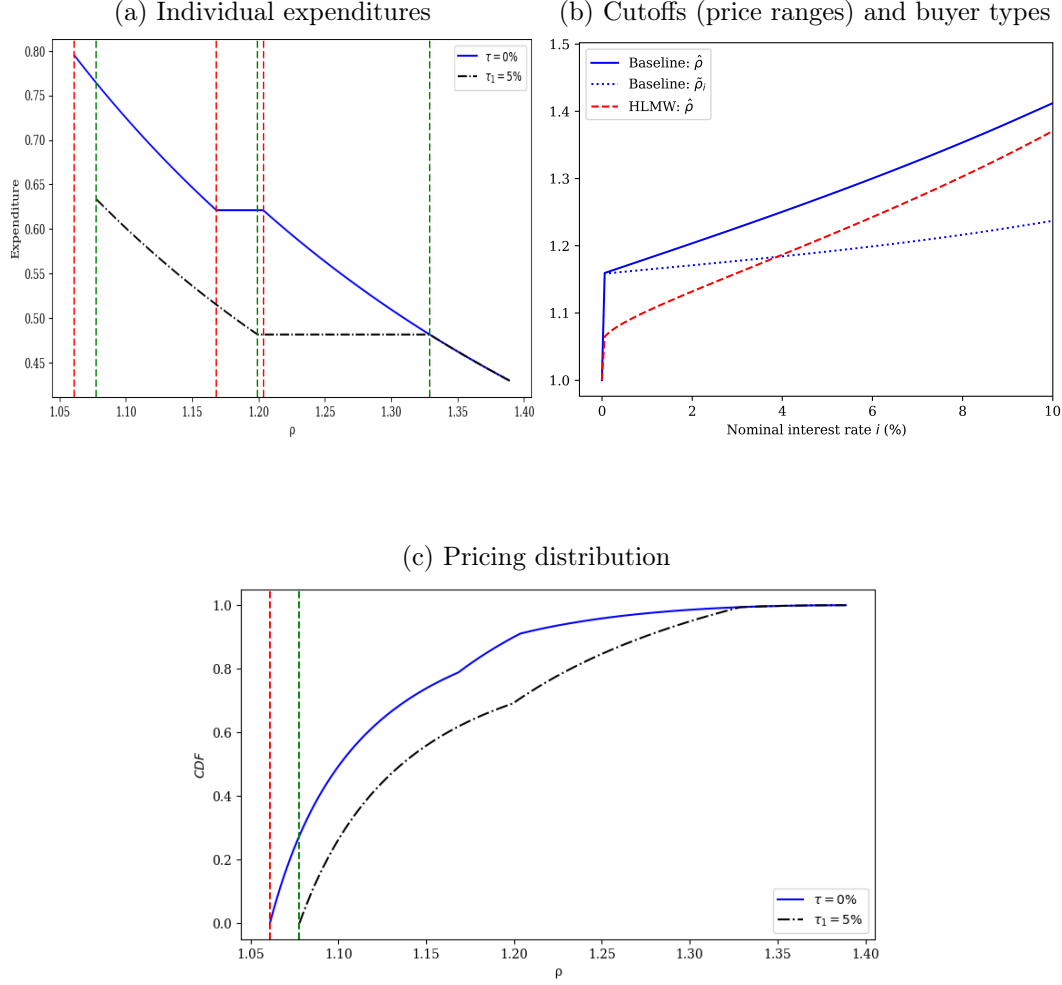 (a) Individual expenditures
0.80
0.75
0.70
0.65
0.60
0.55
0.50
0.45
Expenditure
τ = 0%
τ₁ = 5%
1.05 1.10 1.15 1.20 1.25 1.30 1.35 1.40
ρ
(b) Cutoffs (price ranges) and buyer types
1.5
1.4
1.3
1.2
1.1
1.0
Baseline: ρ̂
Baseline: ρ̃ᵢ
HLMW: ρ̂
0 2 4 6 8 10
Nominal interest rate i (%)
(c) Pricing distribution
1.0
0.8
0.6
0.4
0.2
0.0
CDF
τ = 0%
τ₁ = 5%
1.05 1.10 1.15 1.20 1.25 1.30 1.35 1.40
ρ